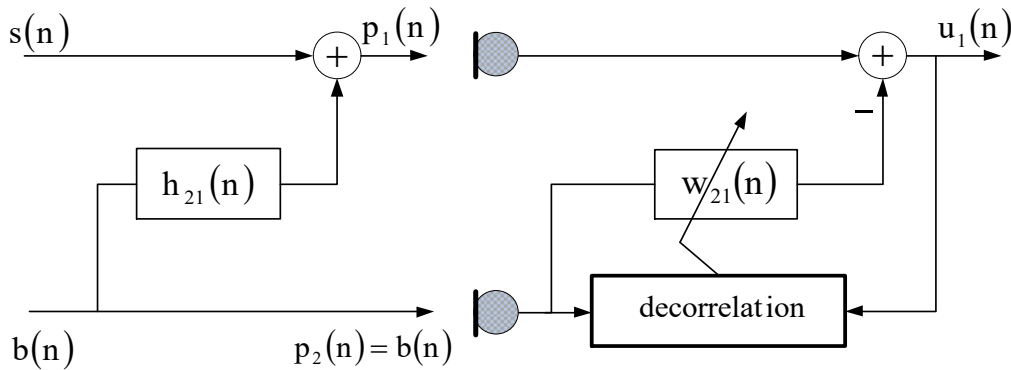 s(n)
p₁(n)
u₁(n)
+
+
−
h₂₁(n)
w₂₁(n)
decorrelation
b(n)
p₂(n) = b(n)